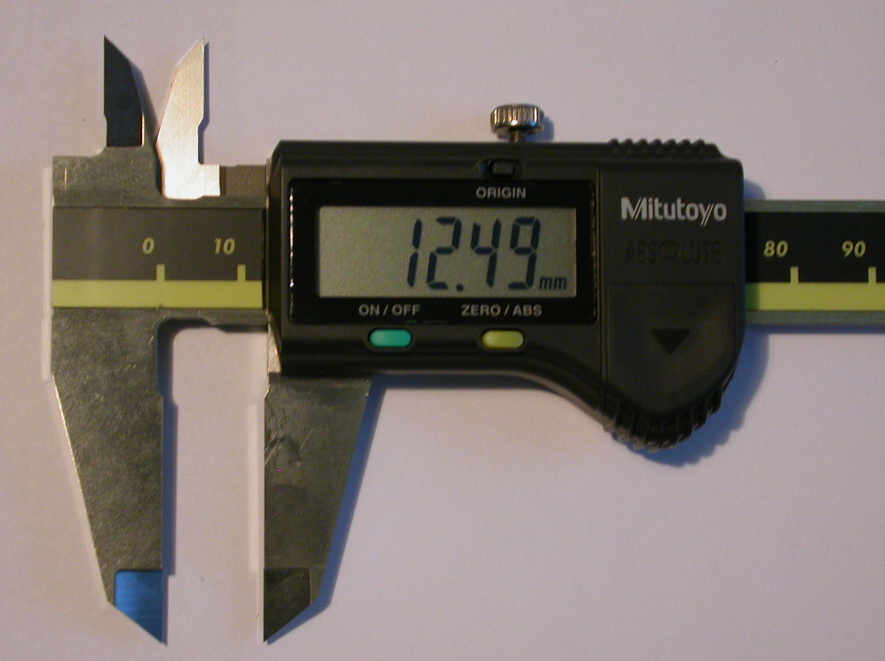 ORIGIN
Mitutoyo
ABSOLUTE
0 10
12.49 mm
80 90
ON / OFF ZERO / ABS